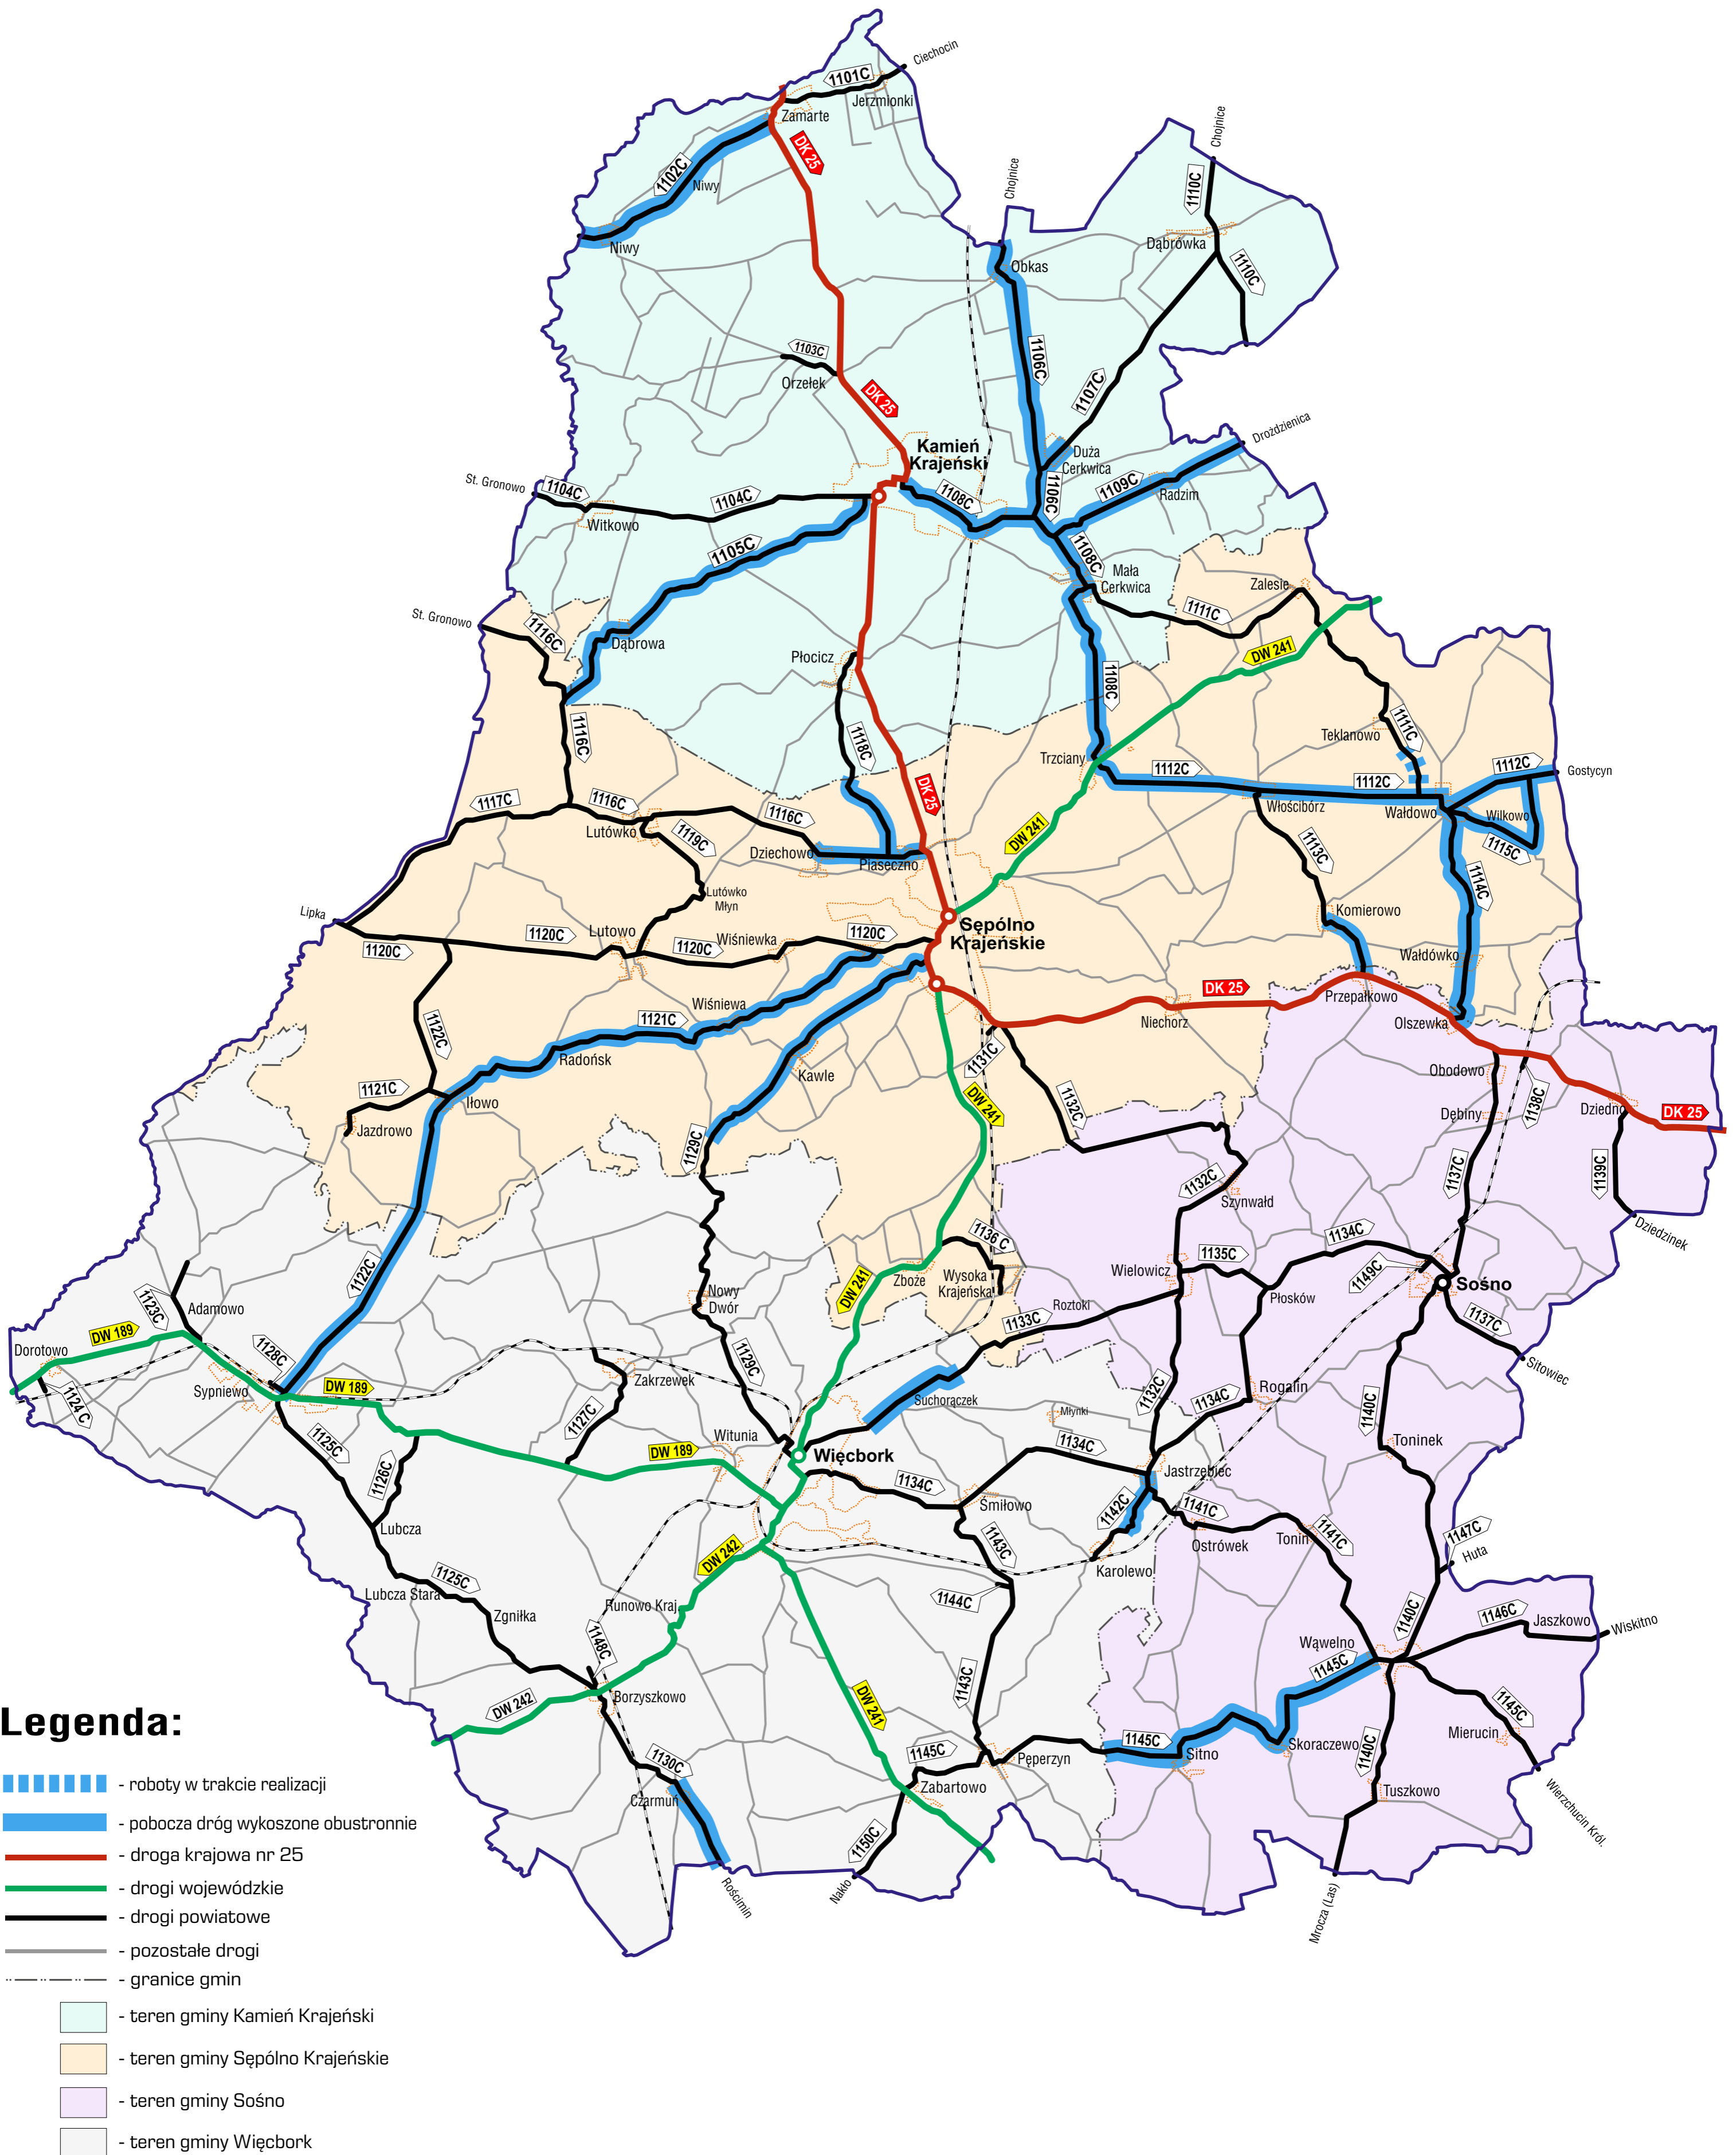 Ciechocin
1101C
Jerzmionki
Zamarte
DK 25
1102C
Niwy
Niwy
Chojnice
Chojnice
1110C
Dąbrówka
1110C
Obkas
1106C
1107C
1103C
Orzełek
DK 25
Kamień
Krajeński
Duża
Cerkwica
Drożdzienica
1106C
1109C
Radzim
1108C
St. Gronowo
1104C
1104C
Witkowo
1105C
1108C
Mała
Cerkwica
Zalesie
1111C
DW 241
St. Gronowo
1116C
Dąbrowa
Płocicz
1108C
1116C
1118C
Trzciany
Teklanowo
1111C
1112C
1112C
1112C
Gostycyn
DK 25
1117C
1116C
Lutówko
1116C
1119C
Dziechowo
Piaseczno
DW 241
Włościbórz
Wałdowo
Wilkowo
1115C
1113C
1114C
Lutówko
Młyn
Lipka
1120C
1120C
Lutowo
1120C
Wiśniewka
1120C
Sępólno
Krajeńskie
Komierowo
Wałdówko
1122C
Wiśniewa
1121C
Radońsk
DK 25
Niechorz
Przepałkowo
Olszewka
1131C
Kawle
1121C
Iłowo
Jazdrowo
DW 241
1132C
1129C
Obodowo
Dębiny
1138C
Dziedno
DK 25
1137C
1139C
1132C
Szynwałd
Dziedzinek
1122C
1136 C
1135C
1134C
1149C
Sośno
Wielowicz
Płosków
Zboże
Wysoka
Krajeńska
DW 241
Roztoki
1133C
1137C
Sitowiec
Nowy
Dwór
1123C
Adamowo
DW 189
Dorotowo
1128C
1124 C
Sypniewo
DW 189
1129C
Zakrzewek
1127C
Suchorączek
1132C
Rogalin
1134C
1140C
Młynki
1125C
1126C
DW 189
Witunia
Więcbork
1134C
1134C
Toninek
Jastrzębiec
Śmiłowo
1142C
1141C
Ostrówek
Tonin
1141C
1147C
Huta
Lubcza
1143C
DW 242
Karolewo
1125C
Lubcza Stara
Zgniłka
Runowo Kraj.
1144C
1140C
1146C
Jaszkowo
Wiskitno
1148C
Wąwelno
1145C
1143C
DW 242
Borzyszkowo
DW 241
1145C
Mierucin
1145C
Sitno
Skoraczewo
1140C
Pęperzyn
1145C
1130C
Zabartowo
Tuszkowo
Czarmuń
Wierzchucin Król.
1150C
Nakło
Rościmin
Mrocza (Las)
Legenda:
- roboty w trakcie realizacji
- pobocza dróg wykoszone obustronnie
- droga krajowa nr 25
- drogi wojewódzkie
- drogi powiatowe
- pozostałe drogi
- granice gmin
- teren gminy Kamień Krajeński
- teren gminy Sępólno Krajeńskie
- teren gminy Sośno
- teren gminy Więcbork